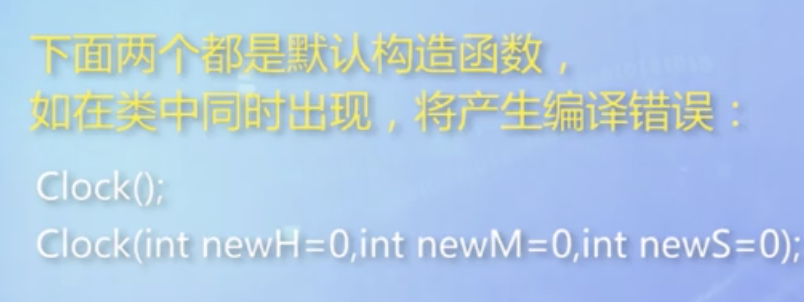 下面两个都是默认构造函数，
如在类中同时出现，将产生编译错误：
Clock();
Clock(int newH=0,int newM=0,int newS=0);